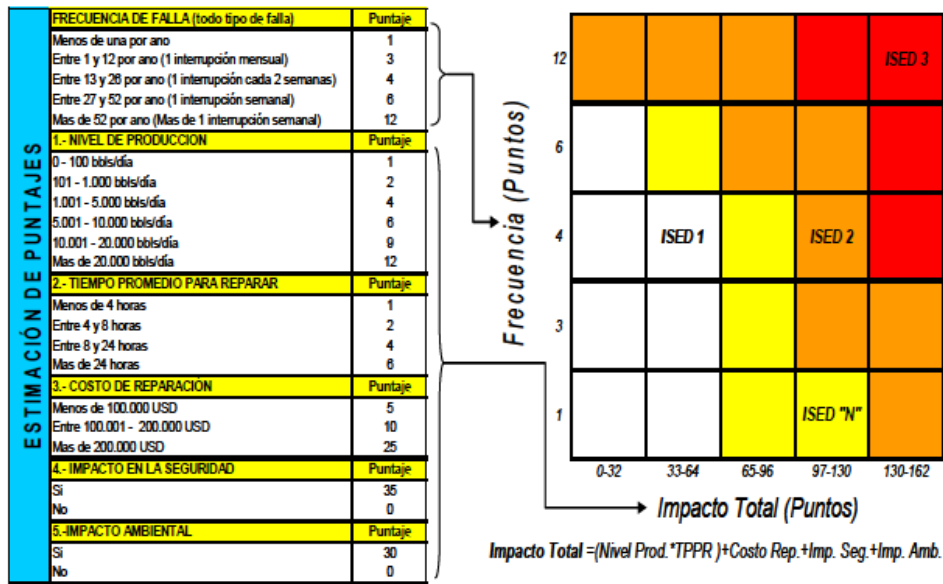 ESTIMACIÓN DE PUNTAJES
FRECUENCIA DE FALLA (todo tipo de falla) Puntaje
Menos de una por ano 1
Entre 1 y 12 por ano (1 interrupción mensual) 3
Entre 13 y 26 por ano (1 interrupción cada 2 semanas) 4
Entre 27 y 52 por ano (1 interrupción semanal) 6
Mas de 52 por ano (Mas de 1 interrupción semanal) 12
1.- NIVEL DE PRODUCCION Puntaje
0 - 100 bbls/día 1
101 - 1.000 bbls/día 2
1.001 - 5.000 bbls/día 4
5.001 - 10.000 bbls/día 6
10.001 - 20.000 bbls/día 9
Mas de 20.000 bbls/día 12
2.- TIEMPO PROMEDIO PARA REPARAR Puntaje
Menos de 4 horas 1
Entre 4 y 8 horas 2
Entre 8 y 24 horas 4
Mas de 24 horas 6
3.- COSTO DE REPARACIÓN Puntaje
Menos de 100.000 USD 5
Entre 100.001 - 200.000 USD 10
Mas de 200.000 USD 25
4.- IMPACTO EN LA SEGURIDAD Puntaje
Si 35
No 0
5.-IMPACTO AMBIENTAL Puntaje
Si 30
No 0
Frecuencia (Puntos)
12 ISED 3
6
4 ISED 1 ISED 2
3
1 ISED "N"
0-32 33-64 65-96 97-130 130-162
Impacto Total (Puntos)
Impacto Total =(Nivel Prod.*TPPR )+Costo Rep.+Imp. Seg.+Imp. Amb.